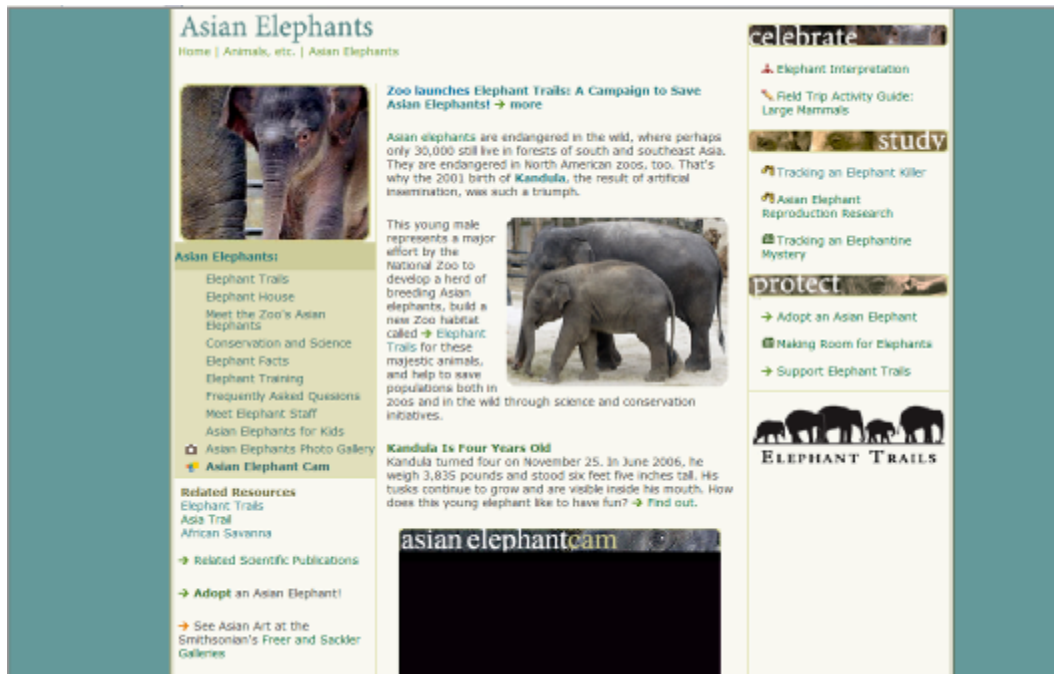 Asian Elephants
Home | Animals, etc. | Asian Elephants
Asian Elephants:
Elephant Trails
Elephant House
Meet the Zoo's Asian
Elephants
Conservation and Science
Elephant Facts
Elephant Training
Frequently Asked Quesions
Meet Elephant Staff
Asian Elephants for Kids
Asian Elephants Photo Gallery
Asian Elephant Cam
Related Resources
Elephant Trails
Asia Trail
African Savanna
Related Scientific Publications
Adopt an Asian Elephant!
See Asian Art at the
Smithsonian's Freer and Sackler
Galleries
Zoo launches Elephant Trails: A Campaign to Save
Asian Elephants! → more
Asian elephants are endangered in the wild, where perhaps
only 30,000 still live in forests of south and southeast Asia.
They are endangered in North American zoos, too. That's
why the 2001 birth of Kandula, the result of artificial
insemination, was such a triumph.
This young male
represents a major
effort by the
National Zoo to
develop a herd of
breeding Asian
elephants, build a
new Zoo habitat
called → Elephant
Trails for these
majestic animals,
and help to save
populations both in
zoos and in the wild through science and conservation
initiatives.
Kandula Is Four Years Old
Kandula turned four on November 25. In June 2006, he
weigh 3,835 pounds and stood six feet five inches tall. His
tusks continue to grow and are visible inside his mouth. How
does this young elephant like to have fun? → Find out.
asian elephantcam
celebrate
Elephant Interpretation
Field Trip Activity Guide:
Large Mammals
study
Tracking an Elephant Killer
Asian Elephant
Reproduction Research
Tracking an Elephantine
Mystery
protect
Adopt an Asian Elephant
Making Room for Elephants
Support Elephant Trails
ELEPHANT TRAILS